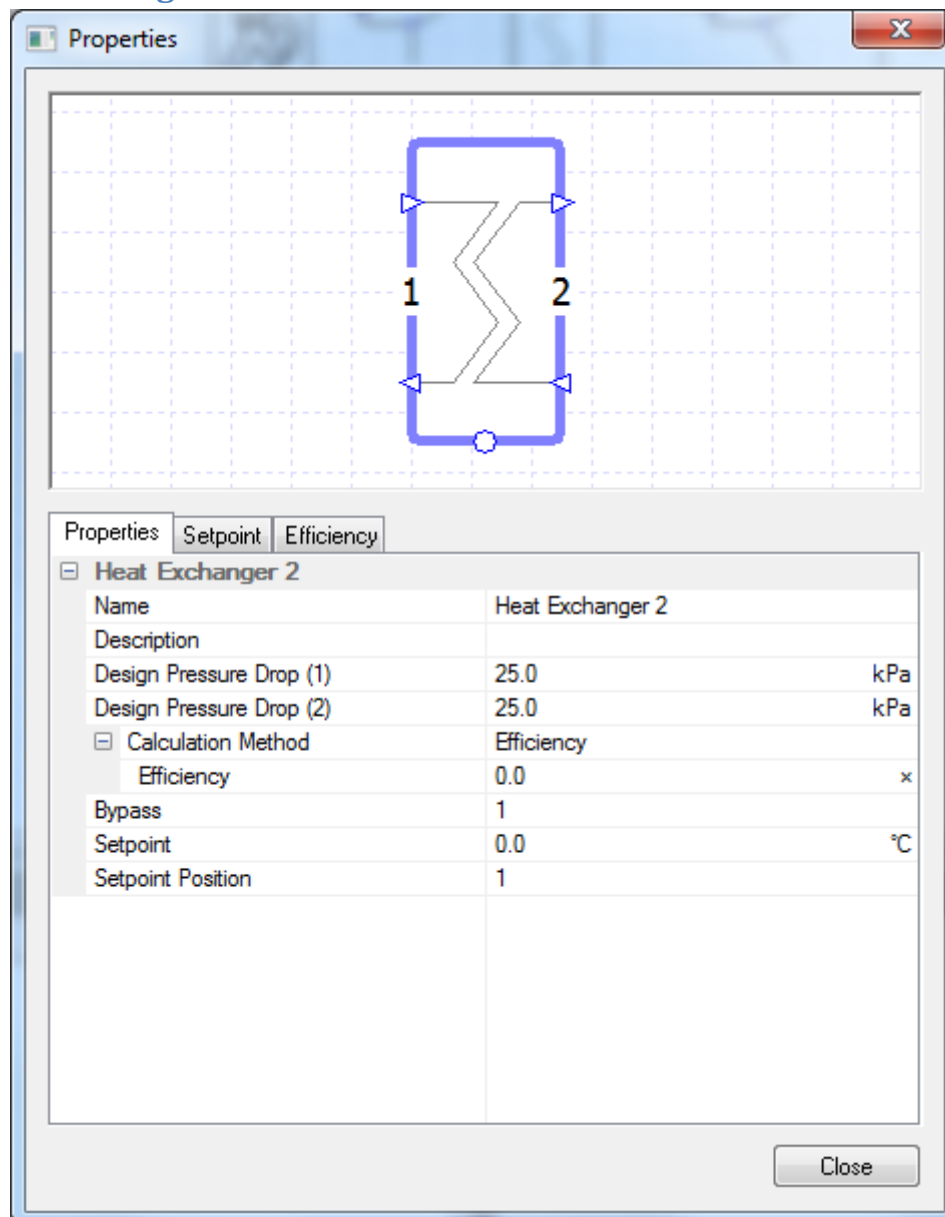 Properties
x
1 2
Properties Setpoint Efficiency
Heat Exchanger 2
Name Heat Exchanger 2
Description
Design Pressure Drop (1) 25.0 kPa
Design Pressure Drop (2) 25.0 kPa
Calculation Method Efficiency
Efficiency 0.0 ×
Bypass 1
Setpoint 0.0 °C
Setpoint Position 1
Close